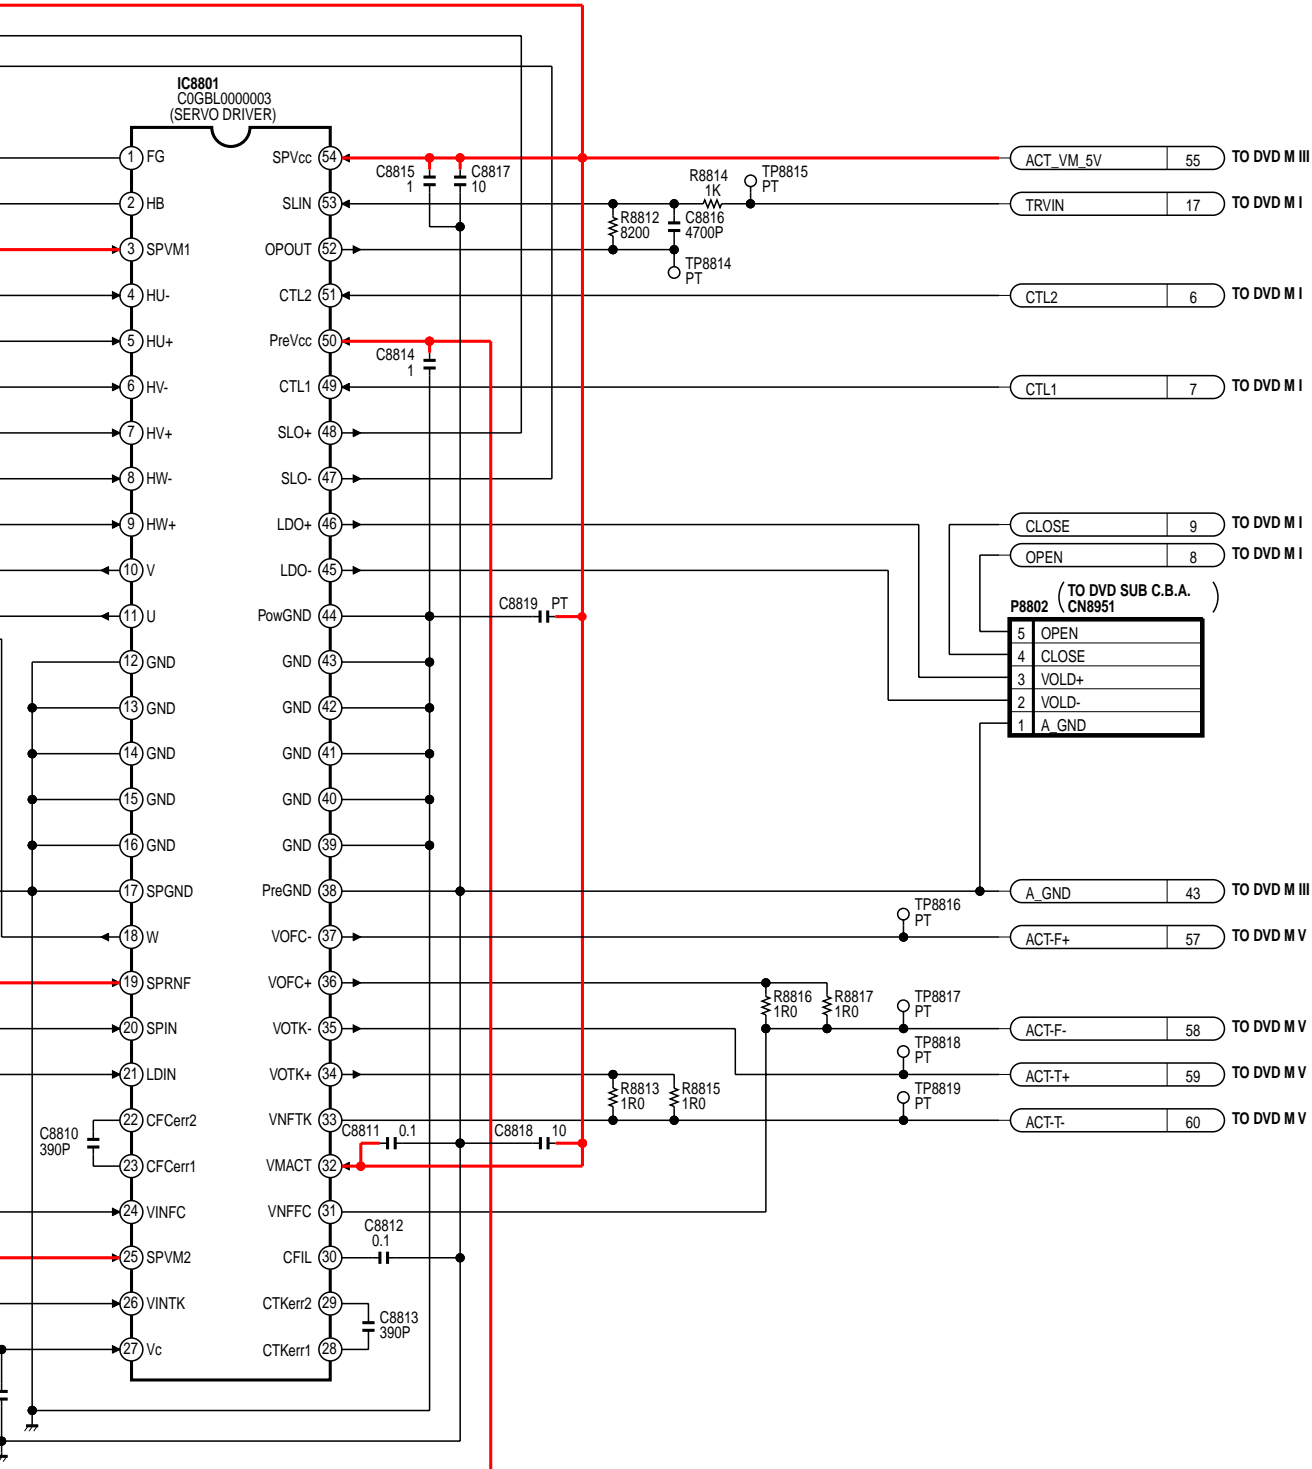 IC8801
C0GBL0000003
(SERVO DRIVER)
1 FG
2 HB
3 SPVM1
4 HU-
5 HU+
6 HV-
7 HV+
8 HW-
9 HW+
10 V
11 U
12 GND
13 GND
14 GND
15 GND
16 GND
17 SPGND
18 W
19 SPRNF
20 SPIN
21 LDIN
22 CFCerr2
23 CFCerr1
24 VINFC
25 SPVM2
26 VINTK
27 Vc
C8810
390P
SPVcc 54
SLIN 53
OPOUT 52
CTL2 51
PreVcc 50
CTL1 49
SLO+ 48
SLO- 47
LDO+ 46
LDO- 45
PowGND 44
GND 43
GND 42
GND 41
GND 40
GND 39
PreGND 38
VOFC- 37
VOFC+ 36
VOTK- 35
VOTK+ 34
VNFTK 33
VMACT 32
VNFFC 31
CFIL 30
CTKerr2 29
CTKerr1 28
C8815
1
C8817
10
R8812
8200
C8816
4700P
R8814
1K
TP8815
PT
TP8814
PT
C8814
1
C8819 PT
TP8816
PT
R8816
1R0
R8817
1R0
TP8817
PT
TP8818
PT
R8813
1R0
R8815
1R0
TP8819
PT
C8811 0.1
C8818 10
C8812
0.1
C8813
390P
ACT_VM_5V 55 TO DVD M III
TRVIN 17 TO DVD M I
CTL2 6 TO DVD M I
CTL1 7 TO DVD M I
CLOSE 9 TO DVD M I
OPEN 8 TO DVD M I
P8802 (TO DVD SUB C.B.A.
CN8951)
5 OPEN
4 CLOSE
3 VOLD+
2 VOLD-
1 A_GND
A_GND 43 TO DVD M III
ACT-F+ 57 TO DVD M V
ACT-F- 58 TO DVD M V
ACT-T+ 59 TO DVD M V
ACT-T- 60 TO DVD M V